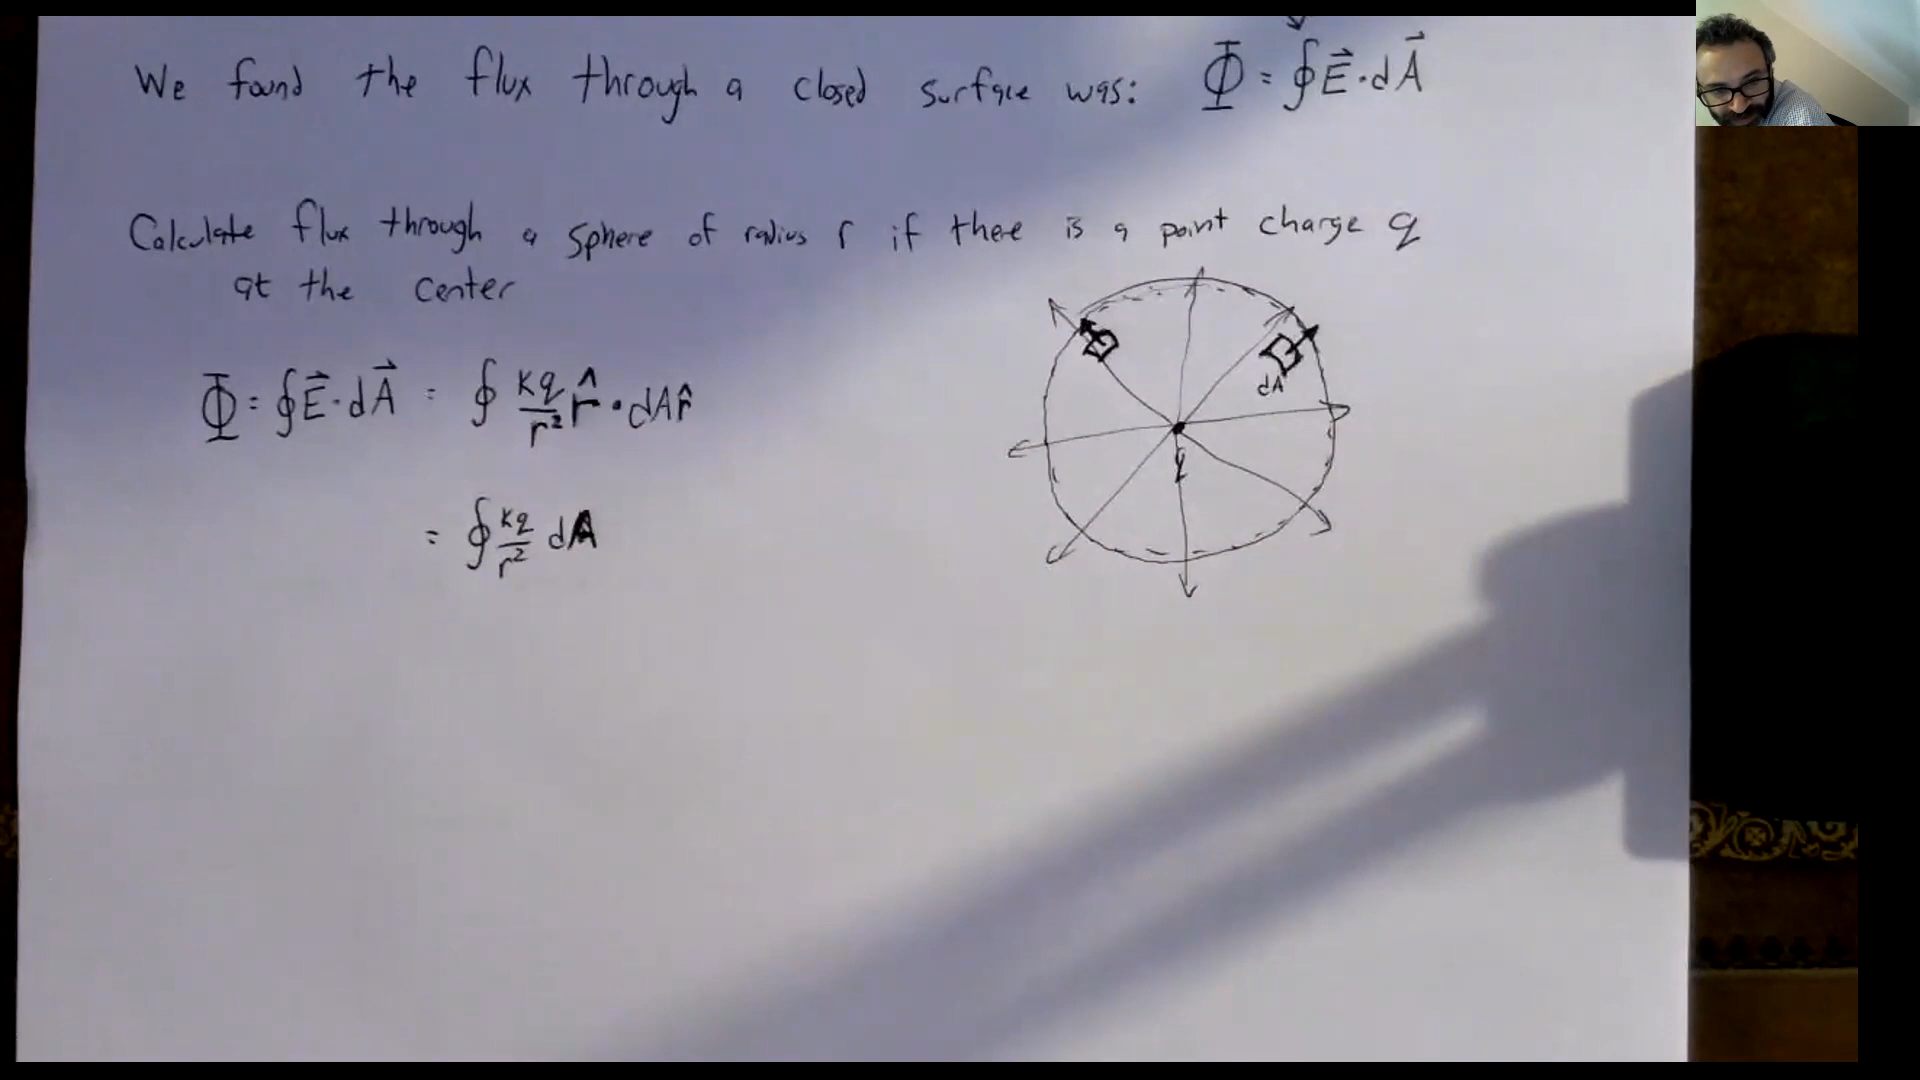 We found the flux through a closed surface was: Φ = ∮E⃗·dA⃗
Calculate flux through a sphere of radius r if there is a point charge q
at the center
Φ = ∮E⃗·dA⃗ = ∮ kq/r² r̂ · dA r̂
= ∮ kq/r² dA
dA
q